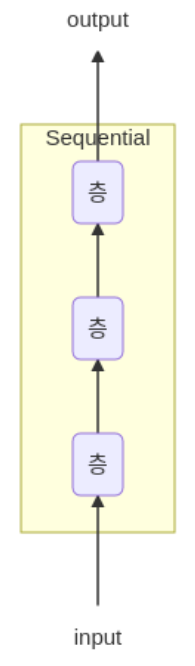 output
Sequential
층
층
층
input